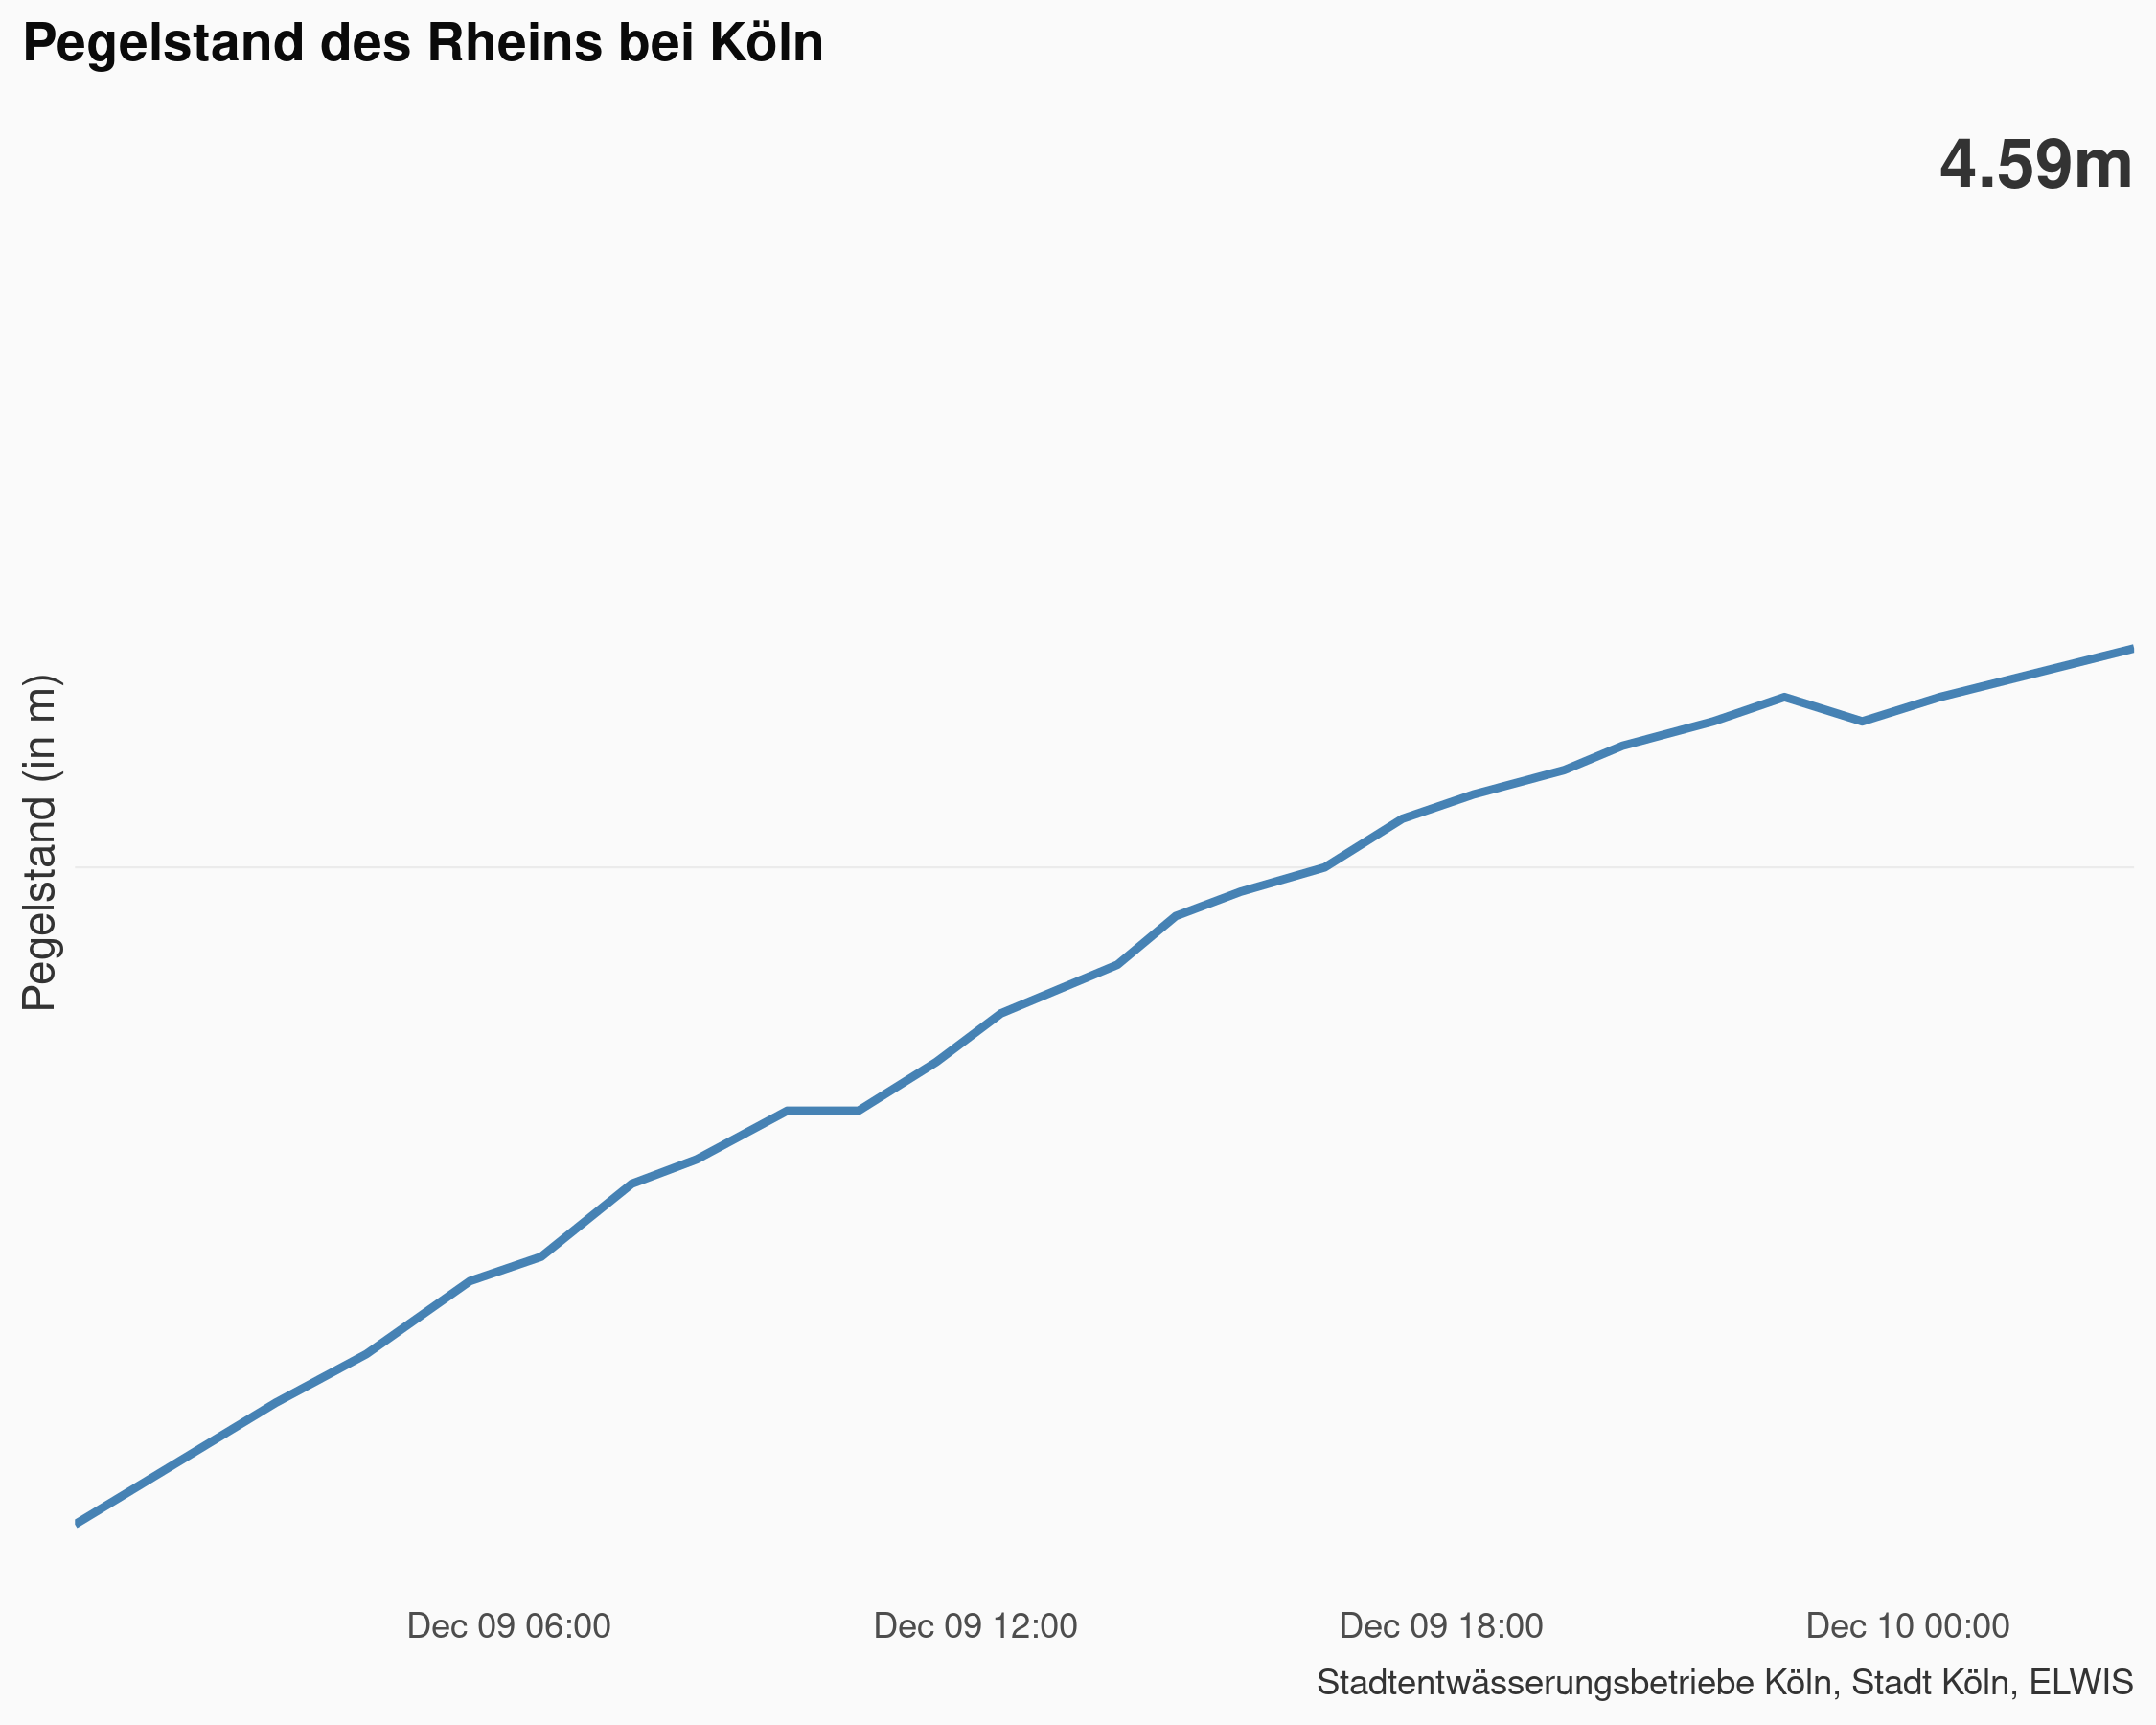 Pegelstand des Rheins bei Köln
4.59m
Pegelstand (in m)
Dec 09 06:00
Dec 09 12:00
Dec 09 18:00
Dec 10 00:00
Stadtentwässerungsbetriebe Köln, Stadt Köln, ELWIS